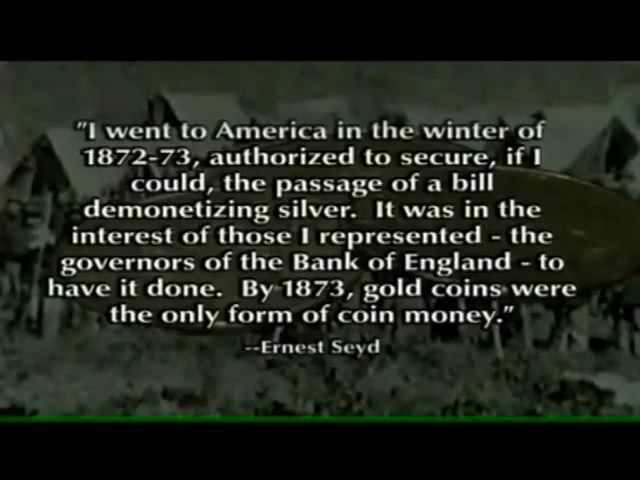 "I went to America in the winter of
1872-73, authorized to secure, if I
could, the passage of a bill
demonetizing silver.  It was in the
interest of those I represented - the
governors of the Bank of England - to
have it done.  By 1873, gold coins were
the only form of coin money."
--Ernest Seyd